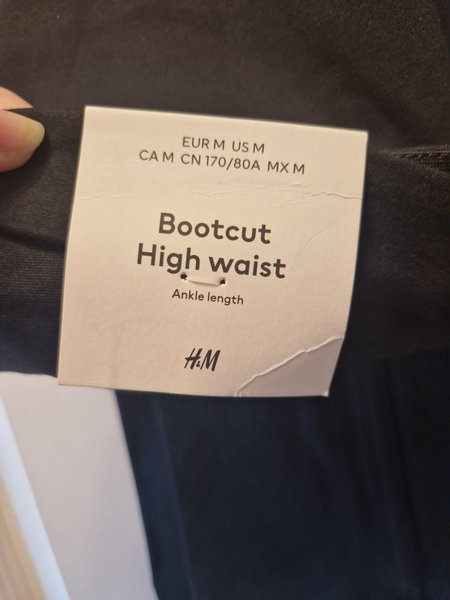 EUR M US M
CA M CN 170/80A MX M
Bootcut
High waist
Ankle length
H&M